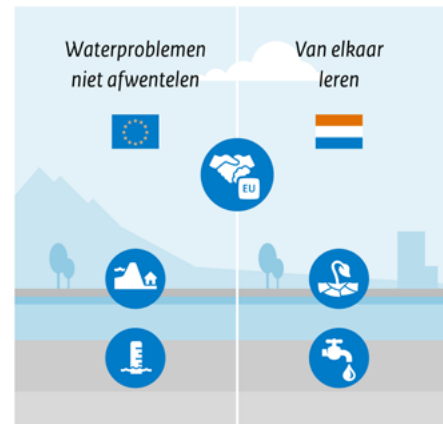 Waterproblemen
niet afwentelen
Van elkaar
leren
EU